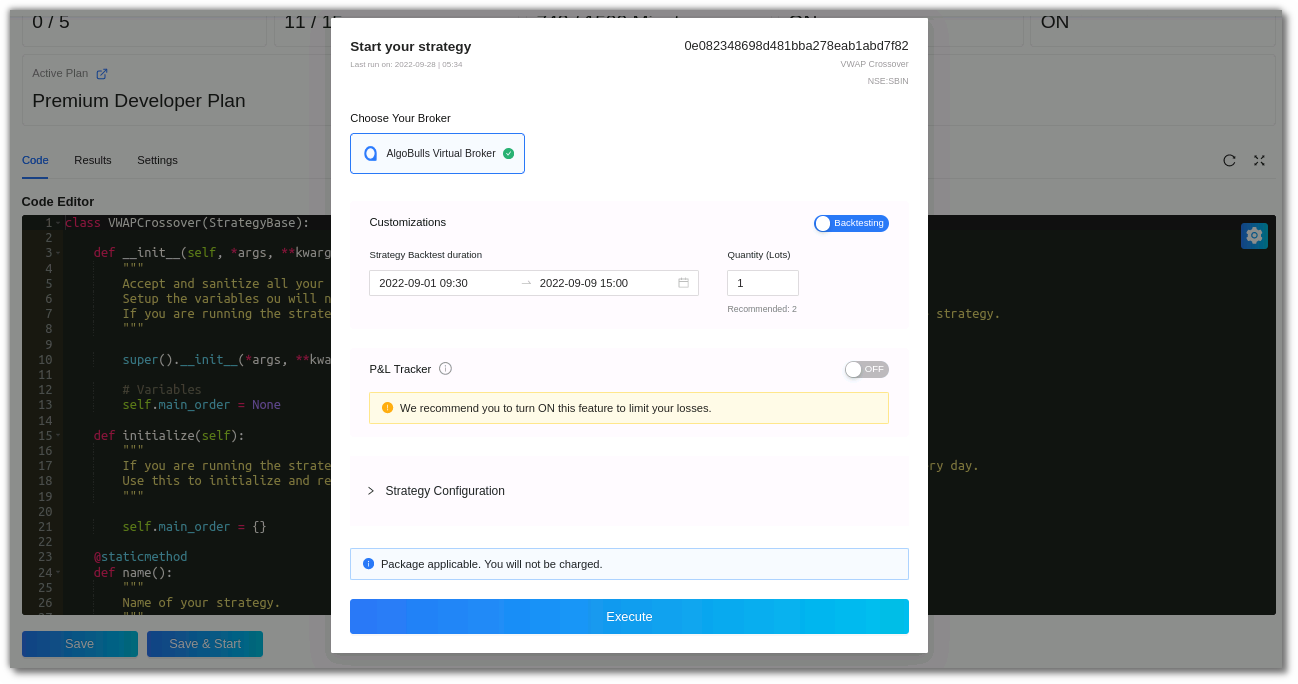 0 / 5
11 / 15
ON
ON
Active Plan
Premium Developer Plan
Code
Results
Settings
Code Editor
1 class VWAPCrossover(StrategyBase):
2
3 def __init__(self, *args, **kwarg
4 """
5 Accept and sanitize all your
6 Setup the variables ou will n
7 If you are running the strate
strategy.
8 """
9
10 super().__init__(*args, **kwa
11
12 # Variables
13 self.main_order = None
14
15 def initialize(self):
16 """
17 If you are running the strate
ry day.
18 Use this to initialize and re
19 """
20
21 self.main_order = {}
22
23 @staticmethod
24 def name():
25 """
26 Name of your strategy.
27 """
Save
Save & Start
Start your strategy
0e082348698d481bba278eab1abd7f82
Last run on: 2022-09-28 | 05:34
VWAP Crossover
NSE:SBIN
Choose Your Broker
AlgoBulls Virtual Broker
Customizations
Backtesting
Strategy Backtest duration
Quantity (Lots)
2022-09-01 09:30
2022-09-09 15:00
1
Recommended: 2
P&L Tracker
OFF
We recommend you to turn ON this feature to limit your losses.
Strategy Configuration
Package applicable. You will not be charged.
Execute